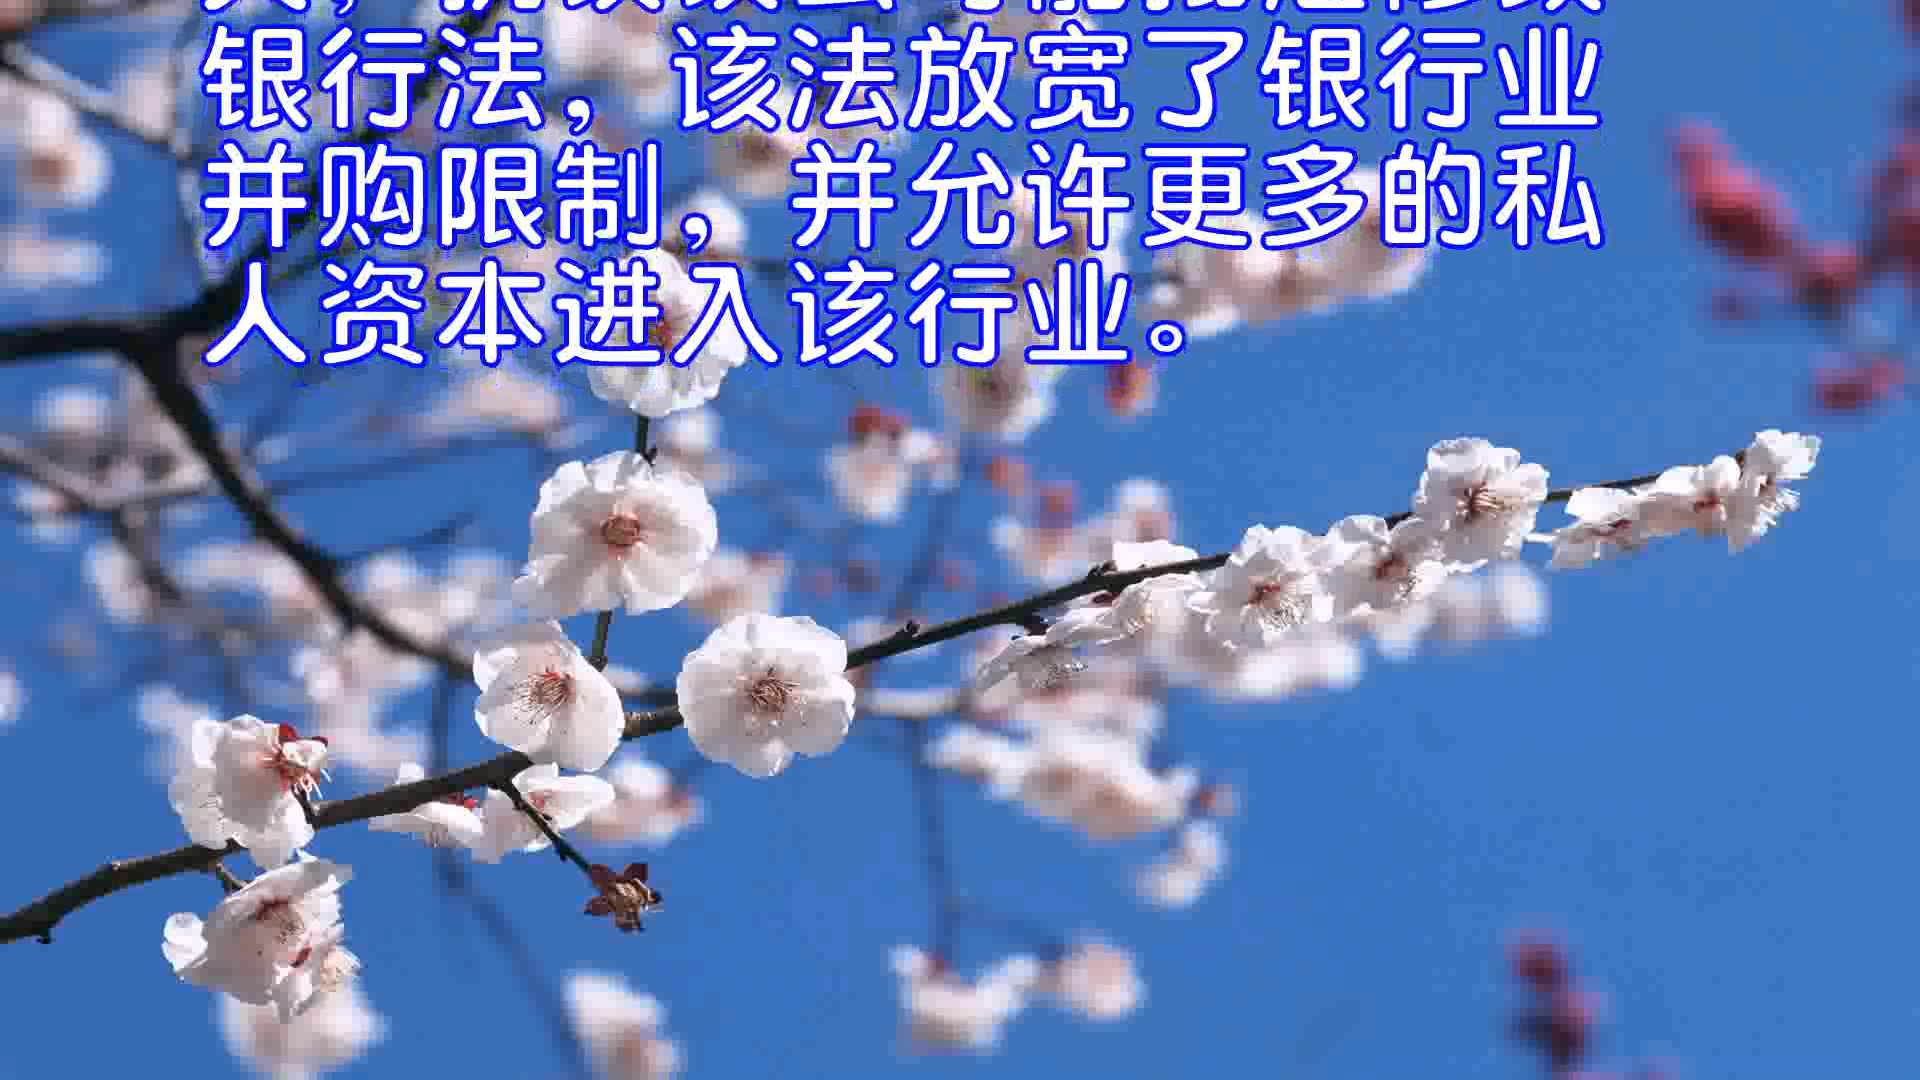 银行法，该法放宽了银行业
并购限制，并允许更多的私
人资本进入该行业。